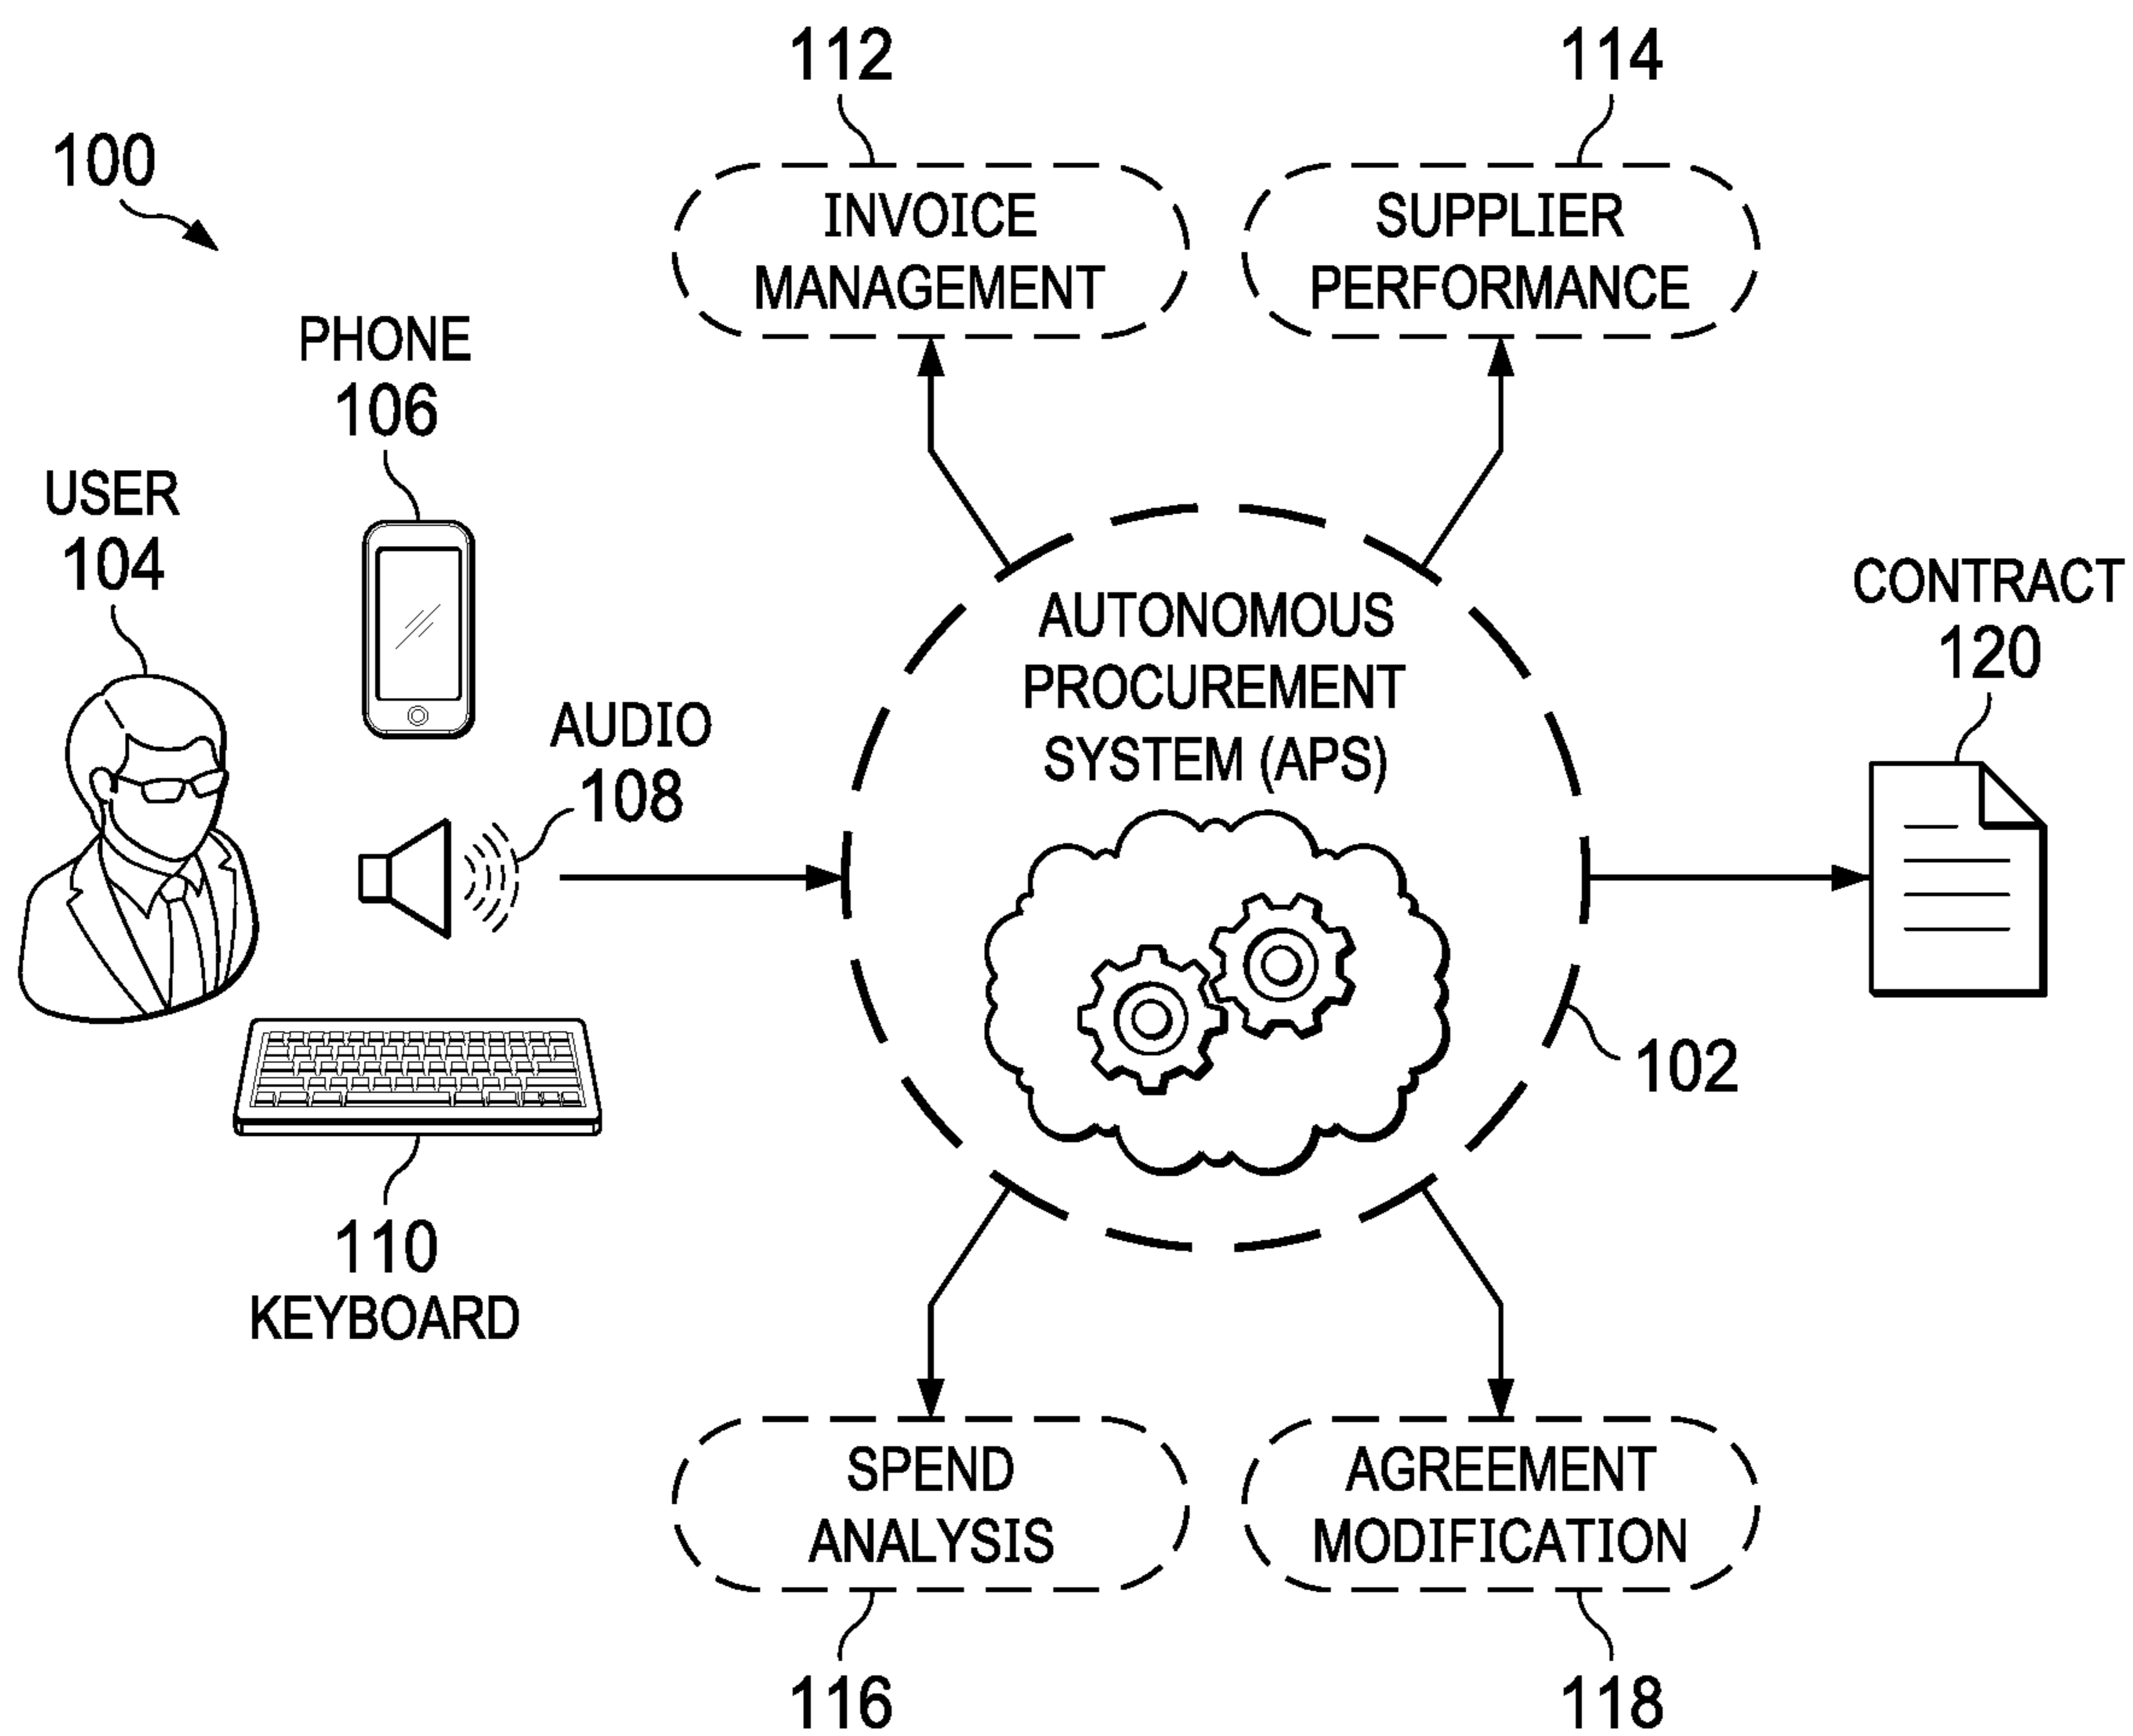 112
114
100
INVOICE
MANAGEMENT
SUPPLIER
PERFORMANCE
PHONE
106
USER
104
AUTONOMOUS
PROCUREMENT
SYSTEM (APS)
CONTRACT
120
AUDIO
108
102
110
KEYBOARD
SPEND
ANALYSIS
AGREEMENT
MODIFICATION
116
118